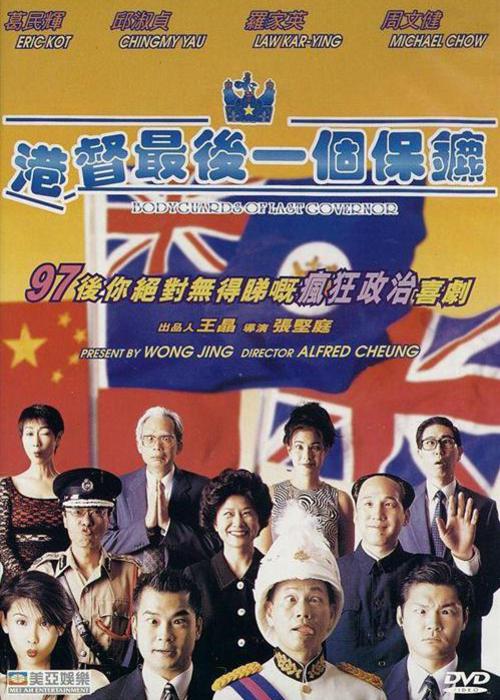 葛民輝 邱淑貞 羅家英 周文健
ERIC KOT CHINGMY YAU LAW KAR-YING MICHAEL CHOW
港督最後一個保鑣
BODYGUARDS OF LAST GOVERNOR
97後你絕對無得睇嘅瘋狂政治喜劇
出品人 王晶 導演 張堅庭
PRESENT BY WONG JING DIRECTOR ALFRED CHEUNG
美亞娛樂
MEI AH ENTERTAINMENT
DVD
VIDEO